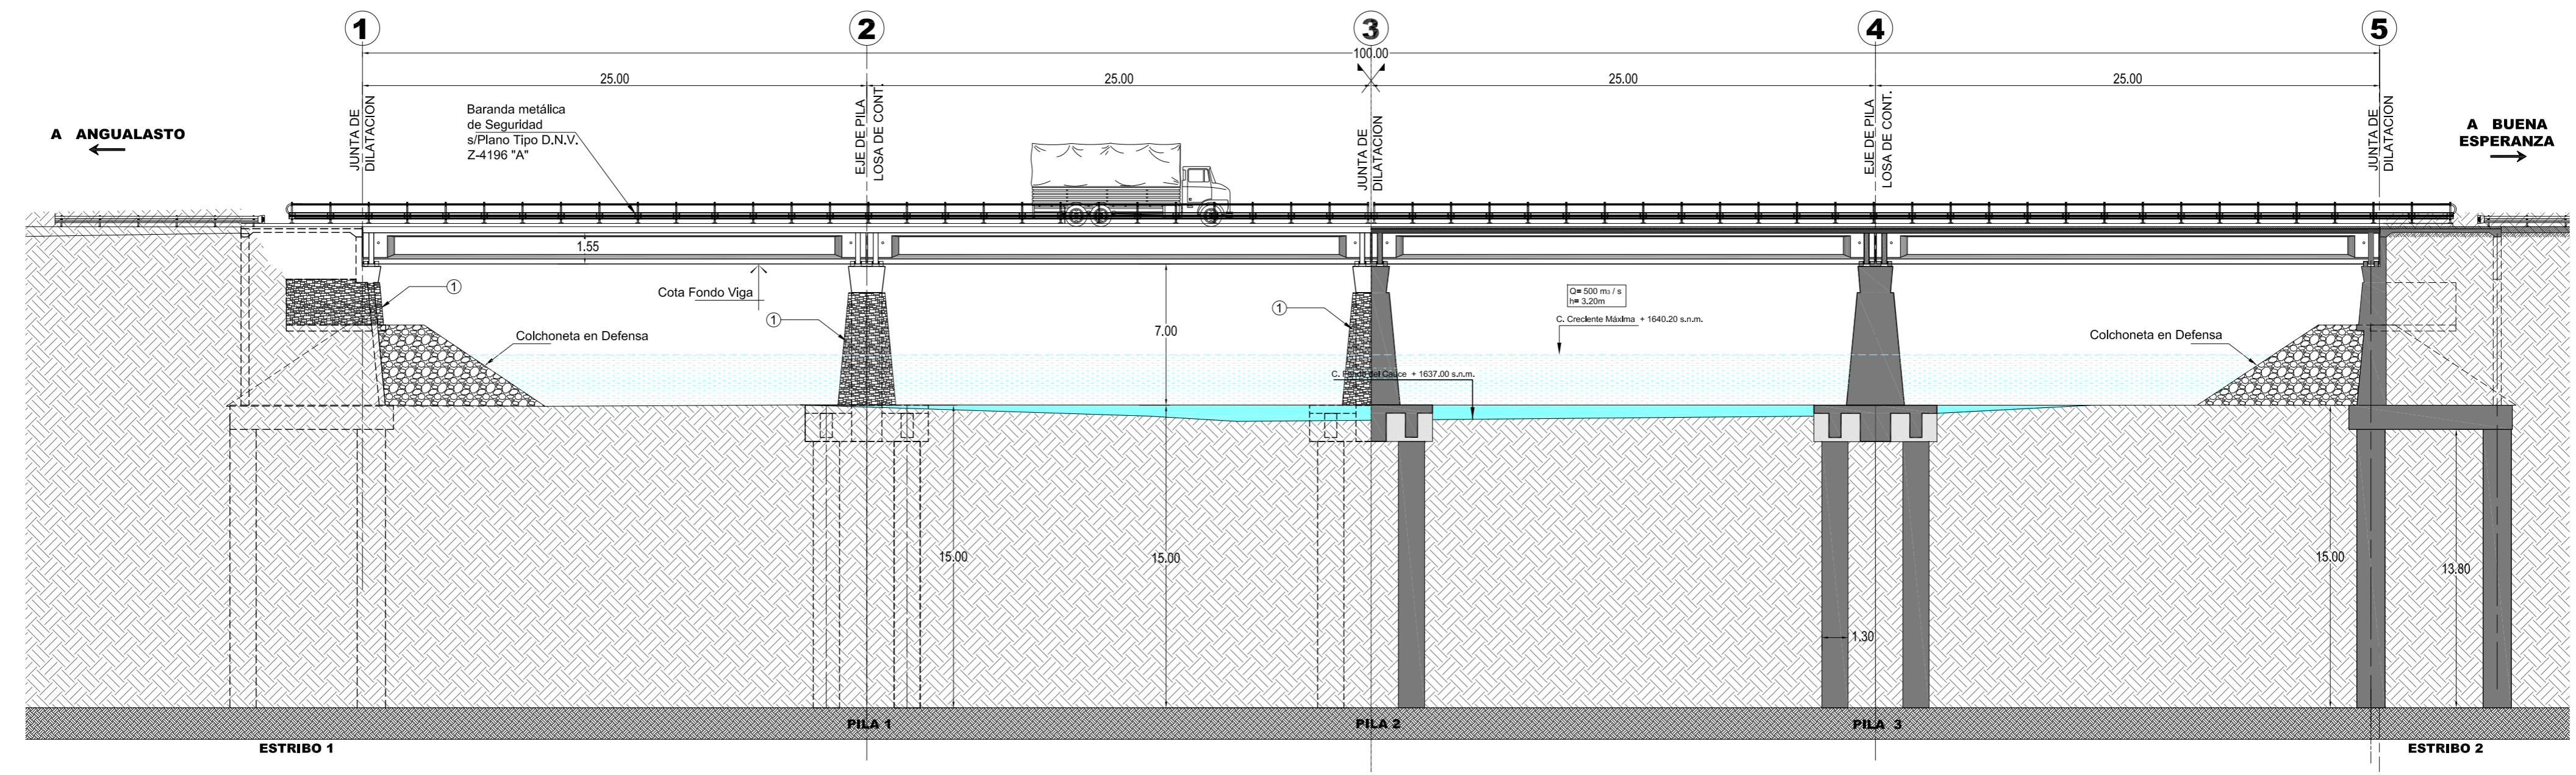 1
2
3
4
5
100.00
25.00
25.00
25.00
25.00
JUNTA DE
DILATACION
EJE DE PILA
LOSA DE CONT.
JUNTA DE
DILATACION
EJE DE PILA
LOSA DE CONT.
JUNTA DE
DILATACION
A ANGUALASTO
Baranda metálica
de Seguridad
s/Plano Tipo D.N.V.
Z-4196 "A"
A BUENA
ESPERANZA
1.55
1
Cota Fondo Viga
1
1
Q= 500 m3 / s
h= 3.20m
C. Creciente Máxima + 1640.20 s.n.m.
7.00
Colchoneta en Defensa
Colchoneta en Defensa
C. Fondo del Cauce + 1637.00 s.n.m.
15.00
15.00
15.00
13.80
1.30
PILA 1
PILA 2
PILA 3
ESTRIBO 1
ESTRIBO 2